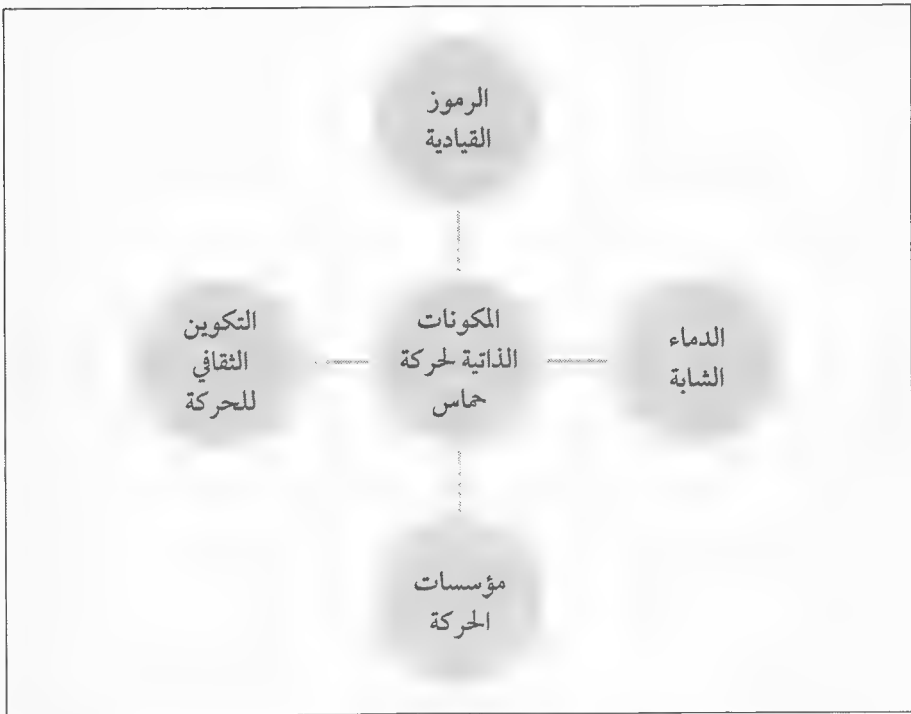 الرموز
القيادية
الدماء
الشابة
المكونات
الذاتية لحركة
حماس
التكوين
الثقافي
للحركة
مؤسسات
الحركة